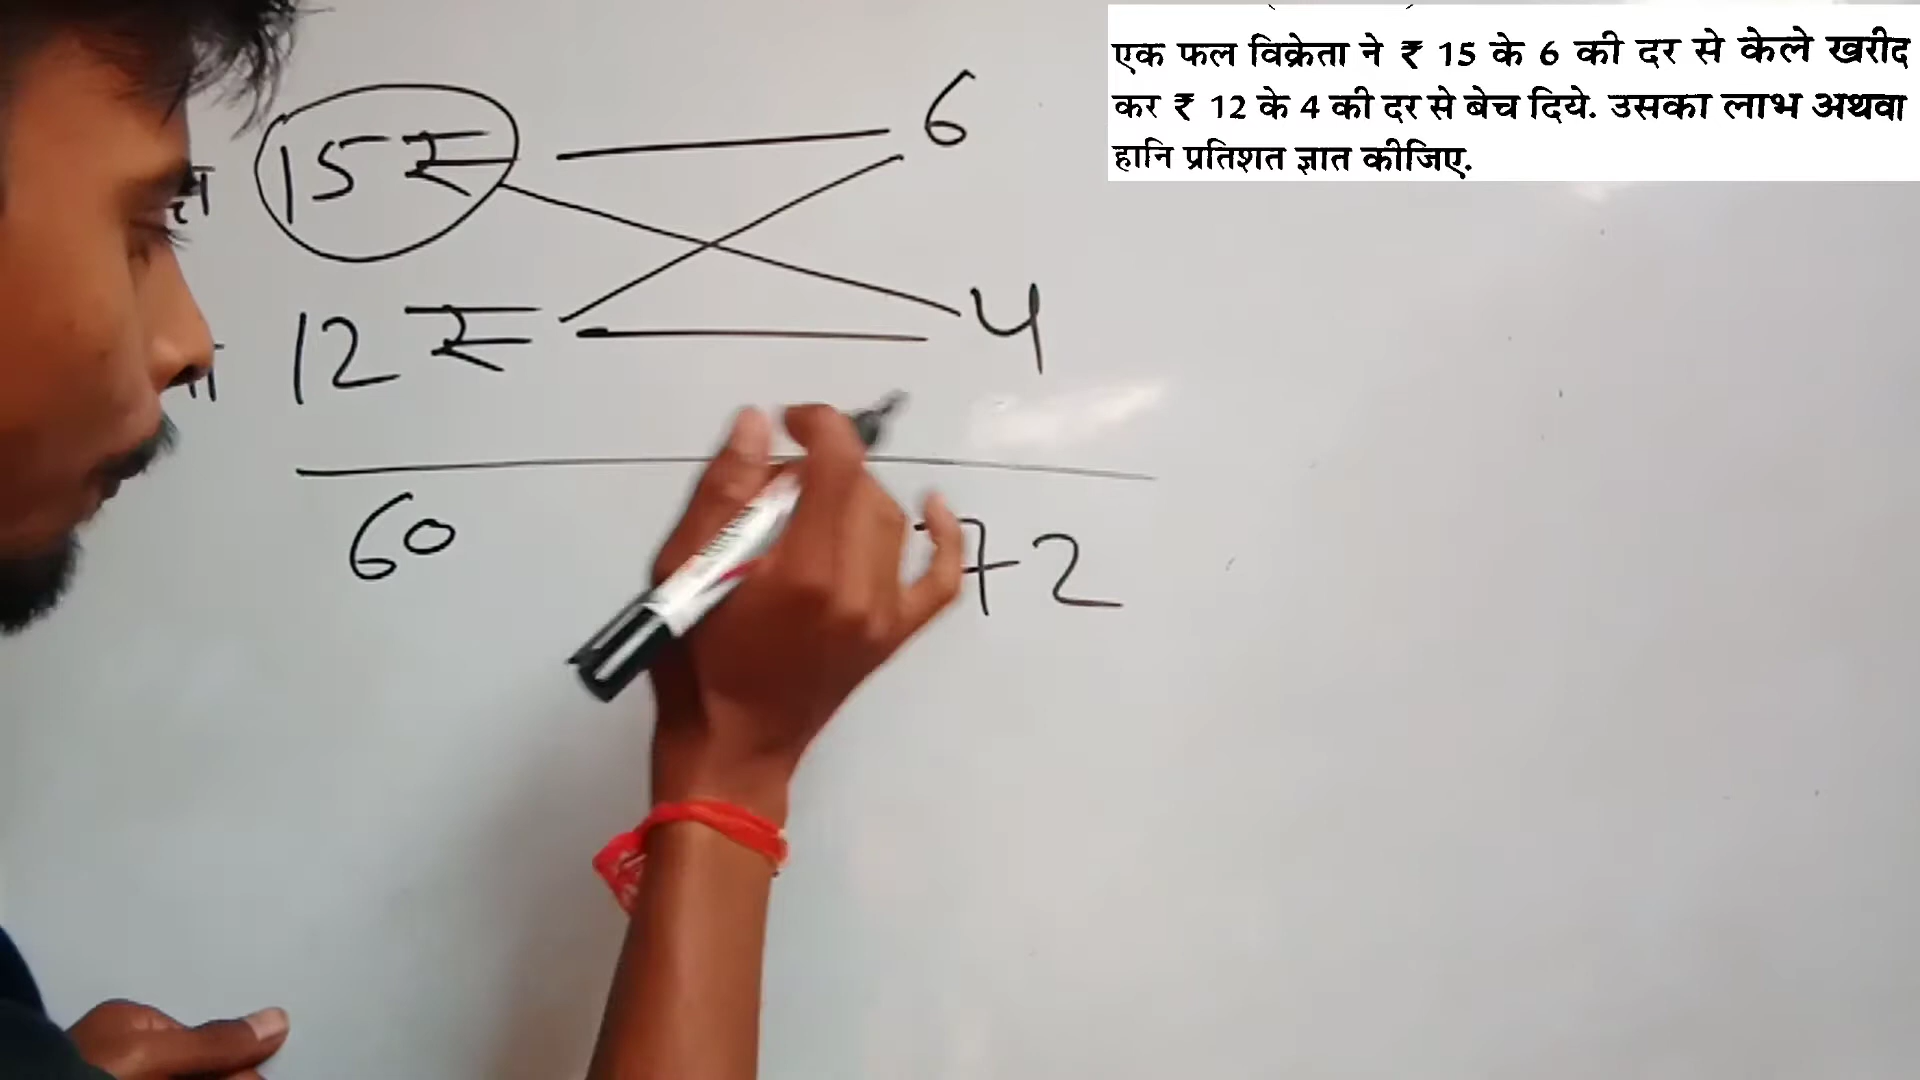 एक फल विक्रेता ने ₹ 15 के 6 की दर से केले खरीद
कर ₹ 12 के 4 की दर से बेच दिये. उसका लाभ अथवा
हानि प्रतिशत ज्ञात कीजिए.
15 रु 6
12 रु 4
60 72